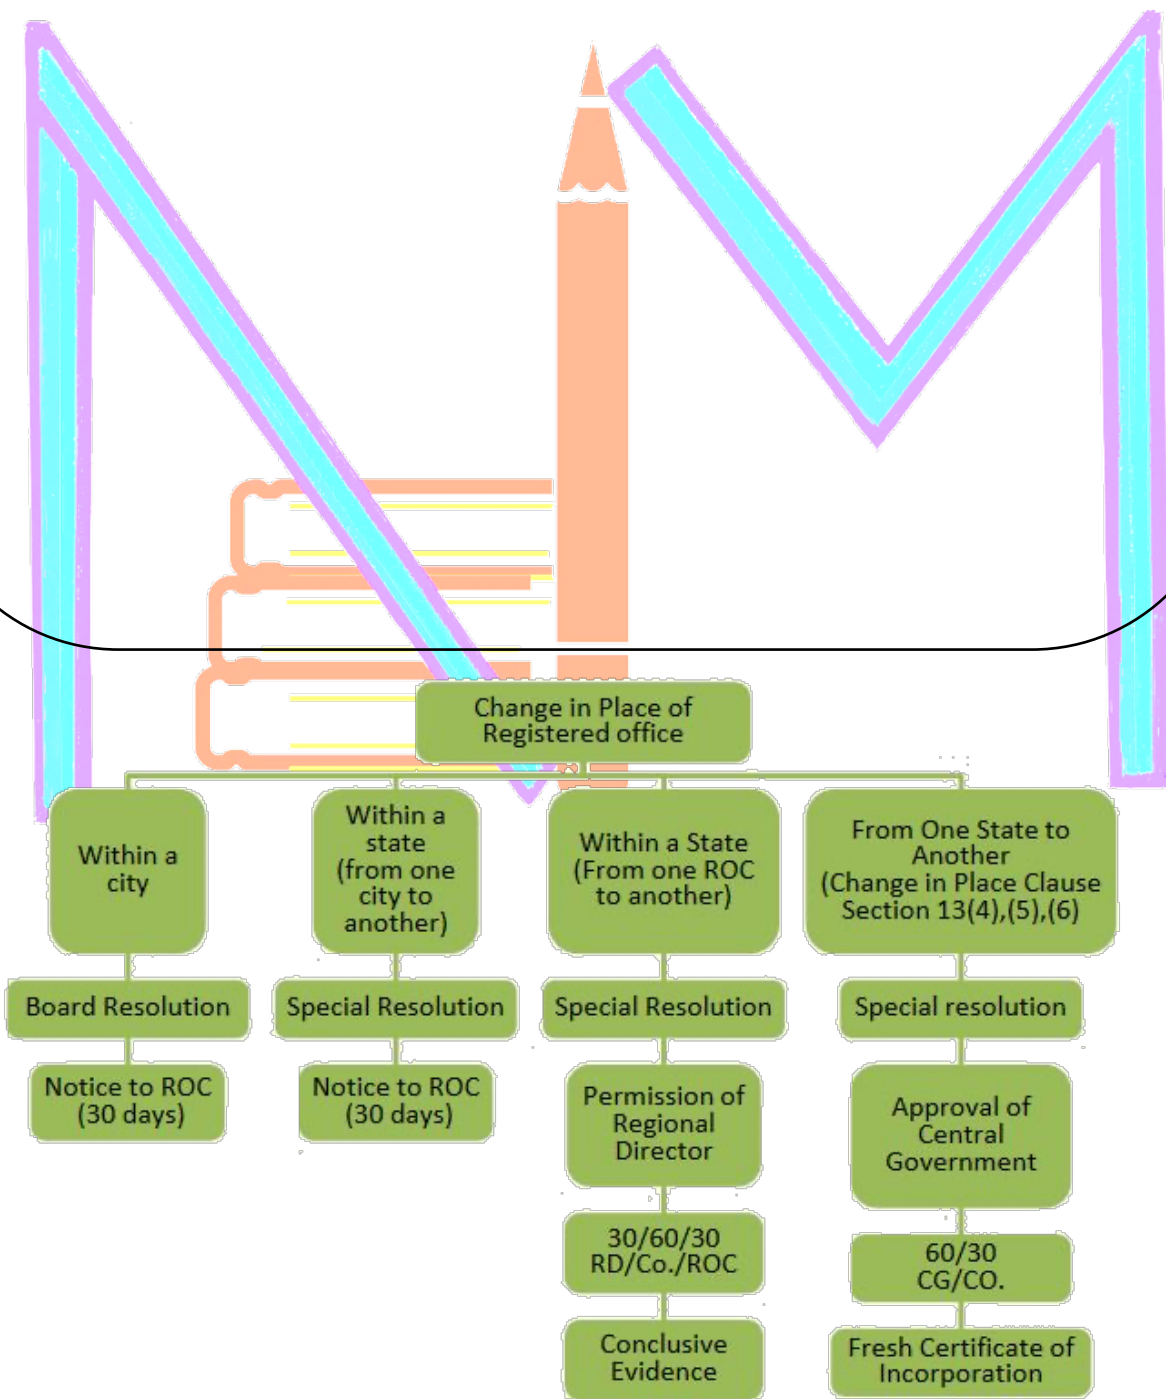 Change in Place of
Registered office
Within a
city
Within a
state
(from one
city to
another)
Within a State
(From one ROC
to another)
From One State to
Another
(Change in Place Clause
Section 13(4),(5),(6)
Board Resolution
Special Resolution
Special Resolution
Special resolution
Notice to ROC
(30 days)
Notice to ROC
(30 days)
Permission of
Regional
Director
Approval of
Central
Government
30/60/30
RD/Co./ROC
60/30
CG/CO.
Conclusive
Evidence
Fresh Certificate of
Incorporation